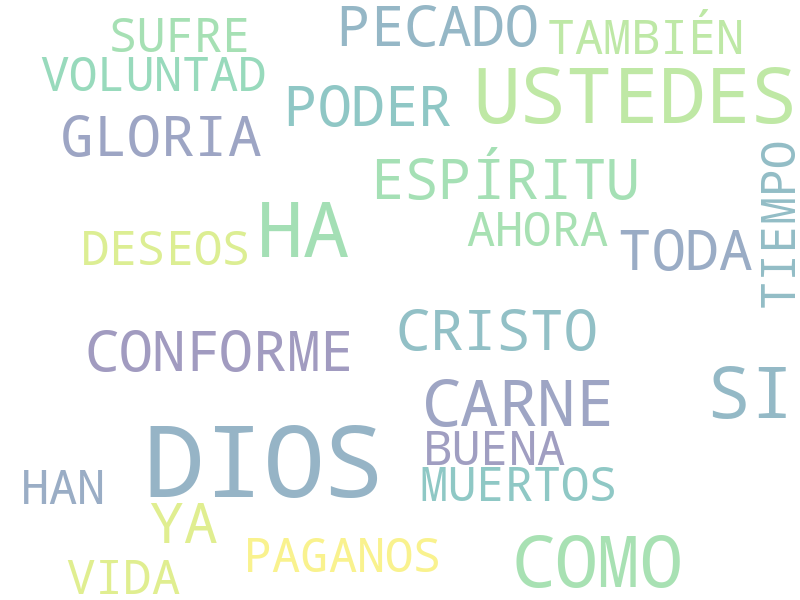 PECADO
SUFRE
TAMBIÉN
VOLUNTAD
USTEDES
PODER
GLORIA
ESPÍRITU
TIEMPO
HA
AHORA
DESEOS
TODA
CRISTO
CONFORME
SI
CARNE
DIOS
BUENA
MUERTOS
HAN
YA
PAGANOS
COMO
VIDA